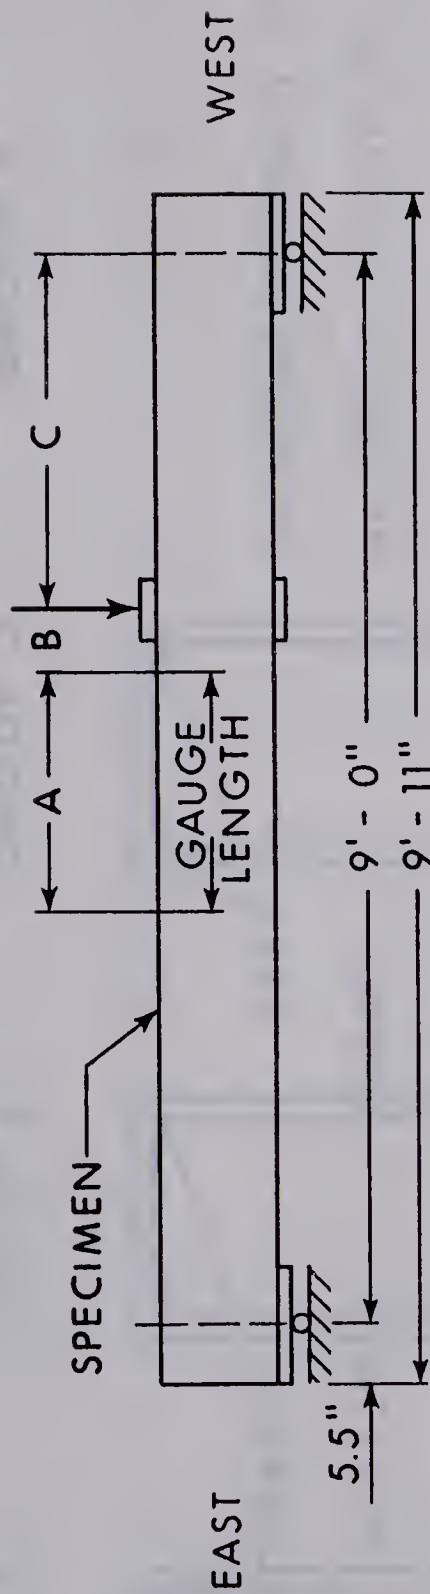 A
B
C
SPECIMEN
GAUGE
LENGTH
EAST
WEST
5.5"
9' - 0"
9' - 11"